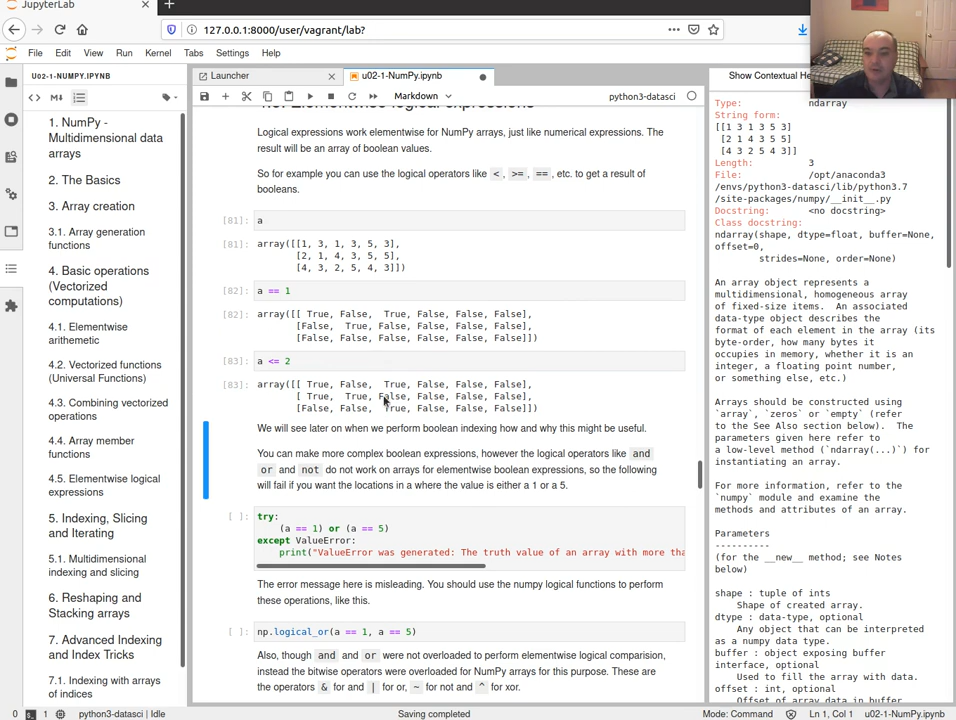 JupyterLab
127.0.0.1:8000/user/vagrant/lab?
File Edit View Run Kernel Tabs Settings Help
U02-1-NUMPY.IPYNB
1. NumPy -
Multidimensional data
arrays
2. The Basics
3. Array creation
3.1. Array generation
functions
4. Basic operations
(Vectorized
computations)
4.1. Elementwise
arithemetic
4.2. Vectorized functions
(Universal Functions)
4.3. Combining vectorized
operations
4.4. Array member
functions
4.5. Elementwise logical
expressions
5. Indexing, Slicing
and Iterating
5.1. Multidimensional
indexing and slicing
6. Reshaping and
Stacking arrays
7. Advanced Indexing
and Index Tricks
7.1. Indexing with arrays
of indices
Launcher
u02-1-NumPy.ipynb
Markdown
python3-datasci
4.5. Elementwise logical expressions
Logical expressions work elementwise for NumPy arrays, just like numerical expressions. The
result will be an array of boolean values.
So for example you can use the logical operators like < , >= , == , etc. to get a result of
booleans.
[81]: a
[81]: array([[1, 3, 1, 3, 5, 3],
[2, 1, 4, 3, 5, 5],
[4, 3, 2, 5, 4, 3]])
[82]: a == 1
[82]: array([[ True, False, True, False, False, False],
[False, True, False, False, False, False],
[False, False, False, False, False, False]])
[83]: a <= 2
[83]: array([[ True, False, True, False, False, False],
[ True, True, False, False, False, False],
[False, False, True, False, False, False]])
We will see later on when we perform boolean indexing how and why this might be useful.
You can make more complex boolean expressions, however the logical operators like and
or and not do not work on arrays for elementwise boolean expressions, so the following
will fail if you want the locations in a where the value is either a 1 or a 5.
[ ]: try:
(a == 1) or (a == 5)
except ValueError:
print("ValueError was generated: The truth value of an array with more tha
The error message here is misleading. You should use the numpy logical functions to perform
these operations, like this.
[ ]: np.logical_or(a == 1, a == 5)
Also, though and and or were not overloaded to perform elementwise logical comparision,
instead the bitwise operators were overloaded for NumPy arrays for this purpose. These are
the operators & for and | for or, ~ for not and ^ for xor.
Show Contextual He
Type: ndarray
String form:
[[1 3 1 3 5 3]
[2 1 4 3 5 5]
[4 3 2 5 4 3]]
Length: 3
File: /opt/anaconda3
/envs/python3-datasci/lib/python3.7
/site-packages/numpy/__init__.py
Docstring: <no docstring>
Class docstring:
ndarray(shape, dtype=float, buffer=None,
offset=0,
strides=None, order=None)
An array object represents a
multidimensional, homogeneous array
of fixed-size items. An associated
data-type object describes the
format of each element in the array (its
byte-order, how many bytes it
occupies in memory, whether it is an
integer, a floating point number,
or something else, etc.)
Arrays should be constructed using
`array`, `zeros` or `empty` (refer
to the See Also section below). The
parameters given here refer to
a low-level method (`ndarray(...)`) for
instantiating an array.
For more information, refer to the
`numpy` module and examine the
methods and attributes of an array.
Parameters
----------
(for the __new__ method; see Notes
below)
shape : tuple of ints
Shape of created array.
dtype : data-type, optional
Any object that can be interpreted
as a numpy data type.
buffer : object exposing buffer
interface, optional
Used to fill the array with data.
offset : int, optional
Offset of array data in buffer
0 1 python3-datasci | Idle
Saving completed
Mode: Command
Ln 1, Col 1
u02-1-NumPy.ipynb